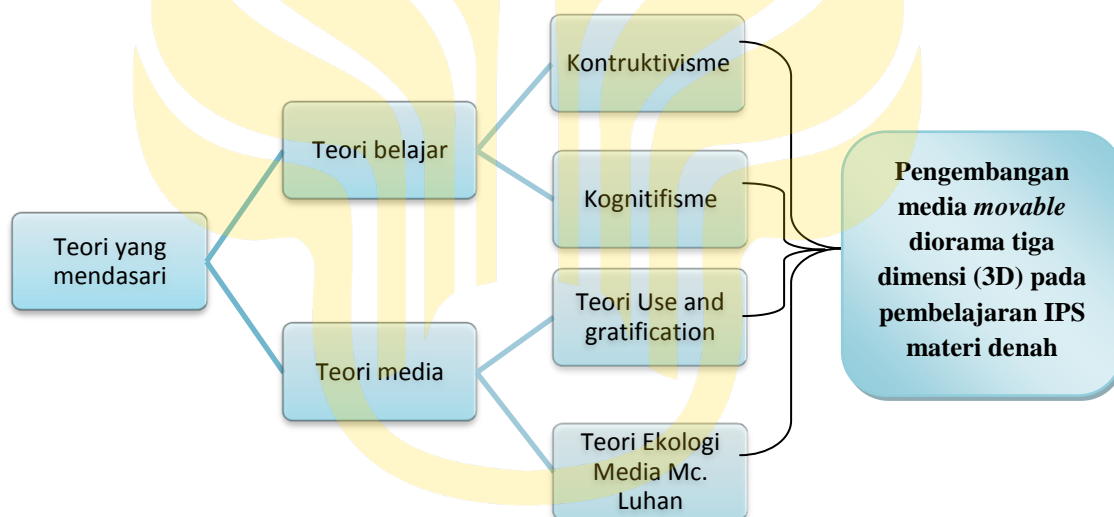 Teori yang
mendasari
Teori belajar
Teori media
Kontruktivisme
Kognitifisme
Teori Use and
gratification
Teori Ekologi
Media Mc.
Luhan
Pengembangan
media movable
diorama tiga
dimensi (3D) pada
pembelajaran IPS
materi denah